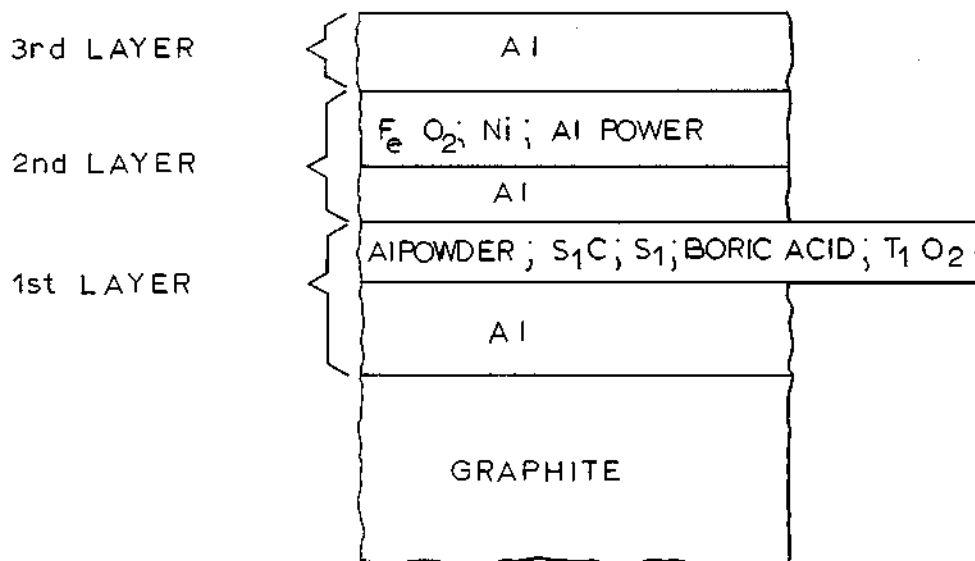 3rd LAYER
Al
Fe O2; Ni; Al POWER
2nd LAYER
Al
AlPOWDER; S1C; S1; BORIC ACID; T1 O2
1st LAYER
Al
GRAPHITE